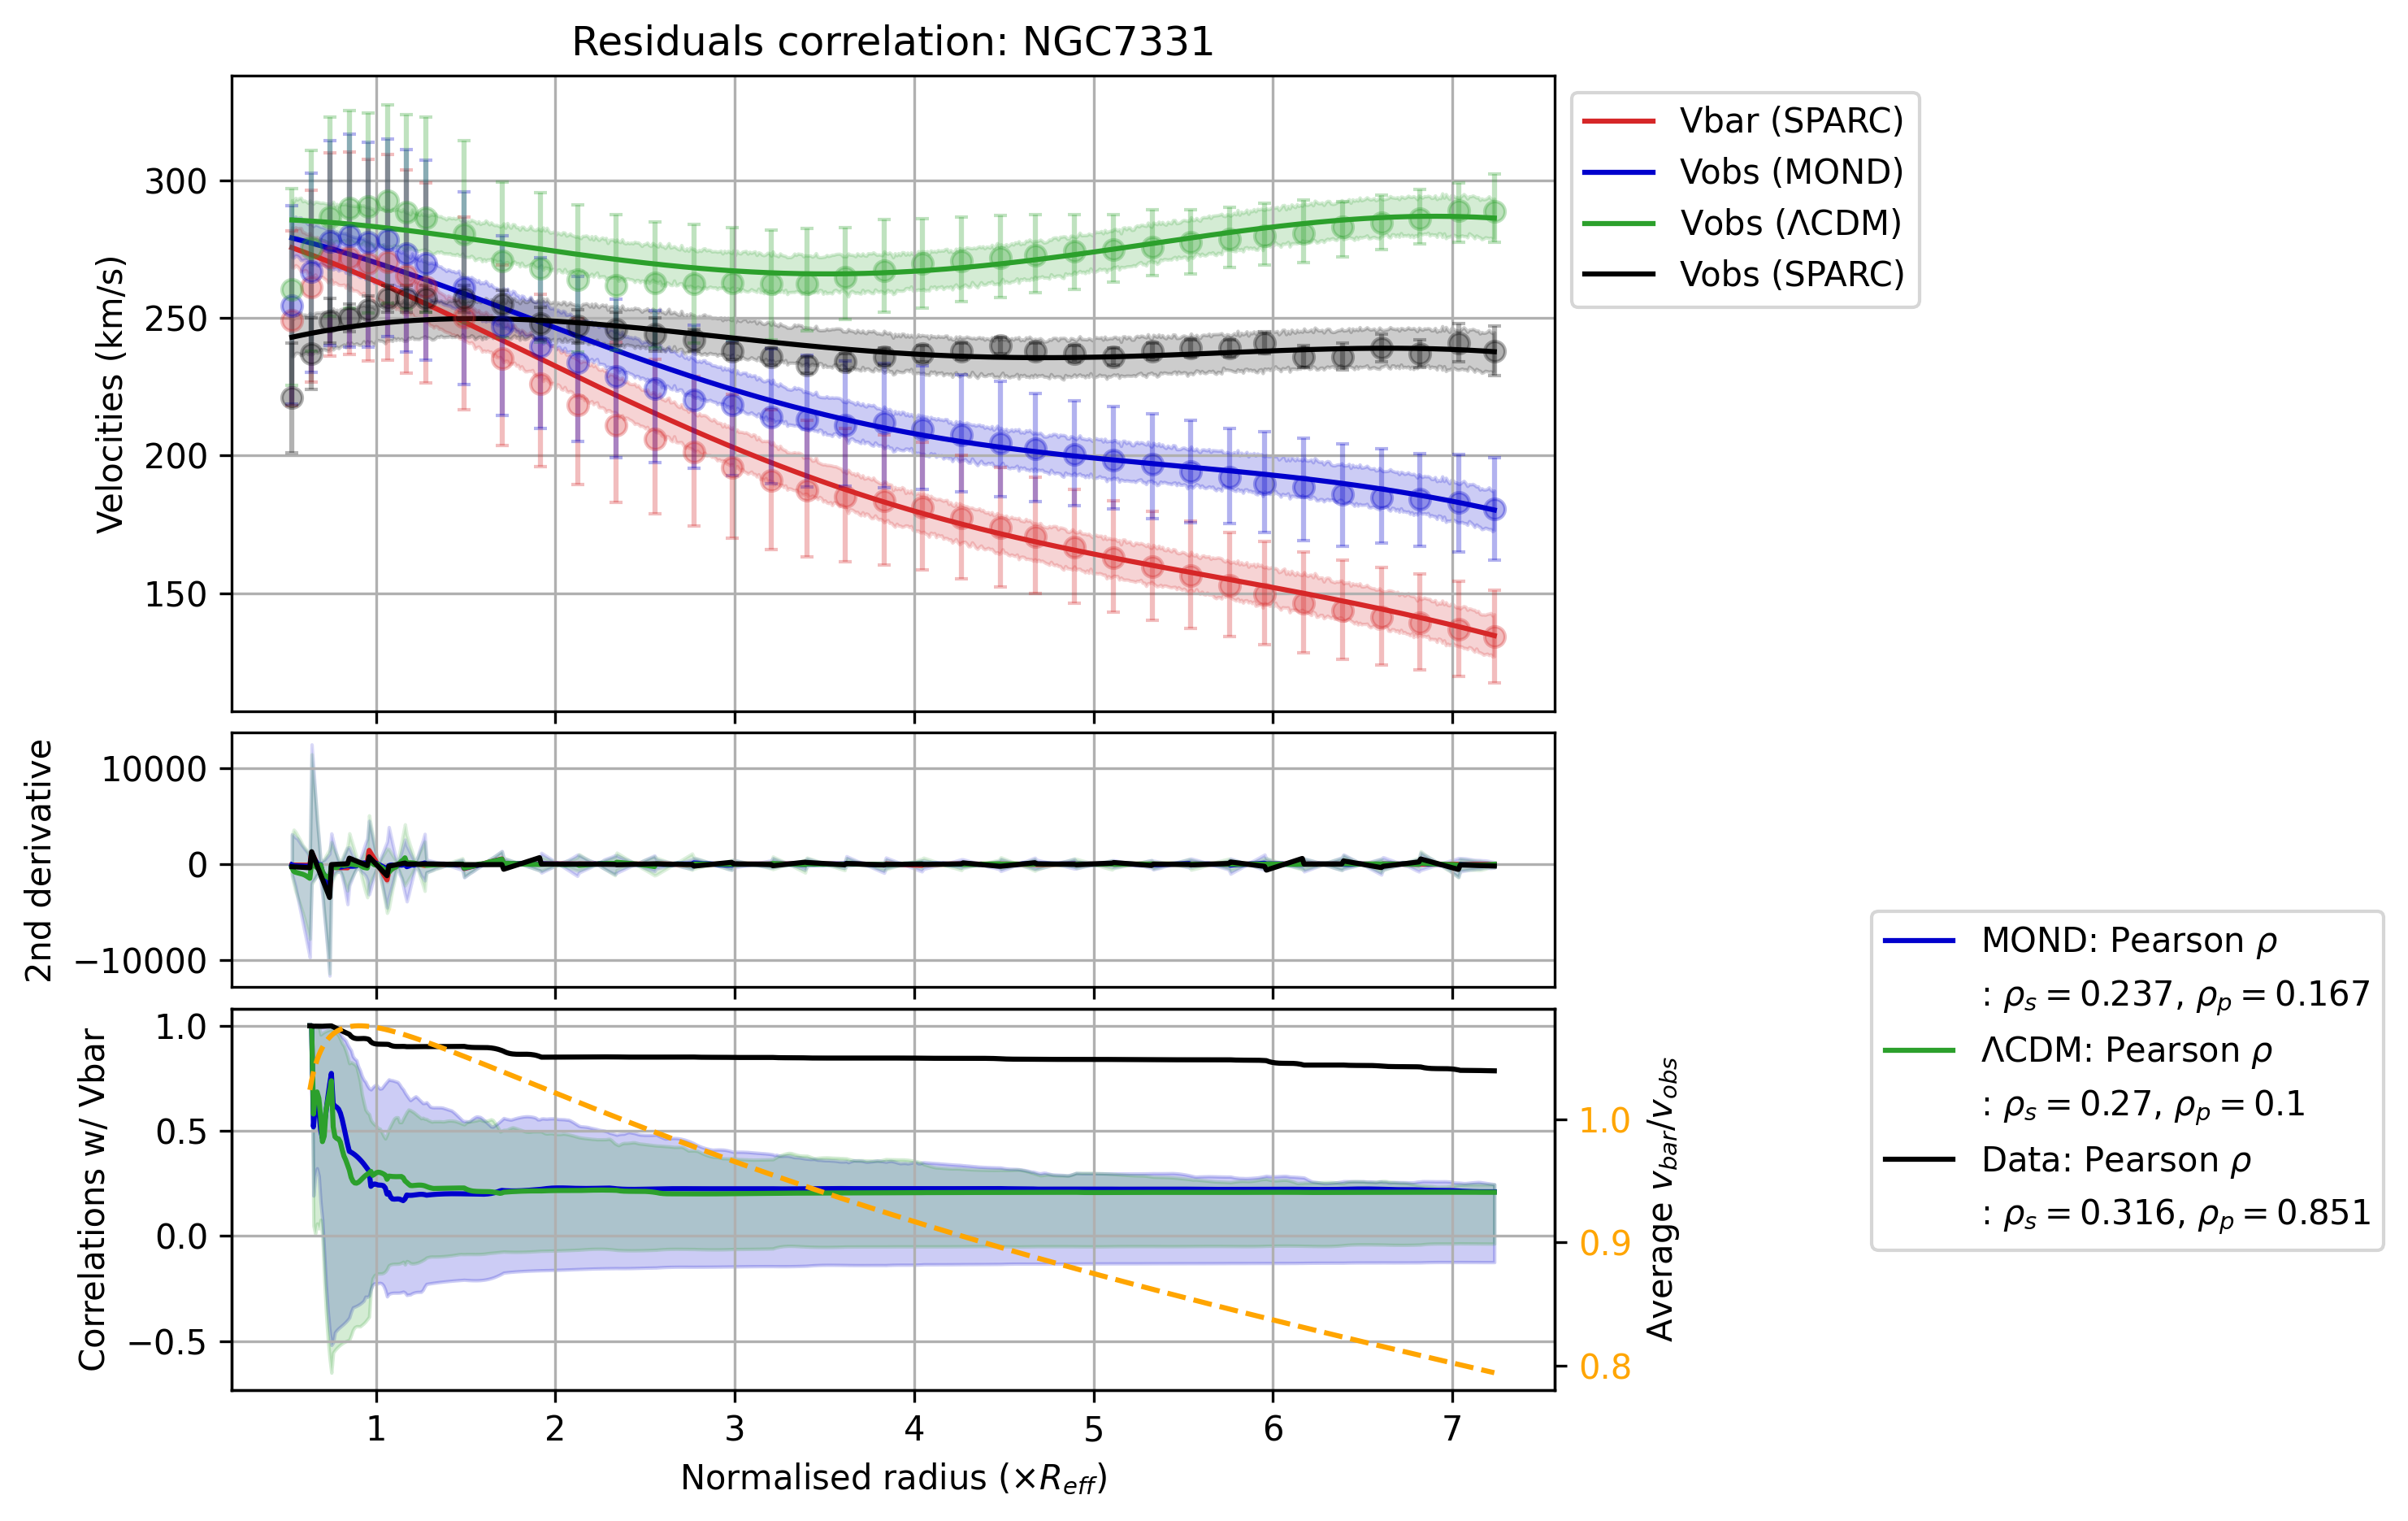 Residuals correlation: NGC7331
Velocities (km/s)
300
250
200
150
Vbar (SPARC)
Vobs (MOND)
Vobs (ΛCDM)
Vobs (SPARC)
2nd derivative
10000
0
−10000
Correlations w/ Vbar
1.0
0.5
0.0
−0.5
1.0
0.9
0.8
Average v_bar/v_obs
MOND: Pearson ρ
: ρ_s = 0.237, ρ_p = 0.167
ΛCDM: Pearson ρ
: ρ_s = 0.27, ρ_p = 0.1
Data: Pearson ρ
: ρ_s = 0.316, ρ_p = 0.851
1 2 3 4 5 6 7
Normalised radius (×R_eff)